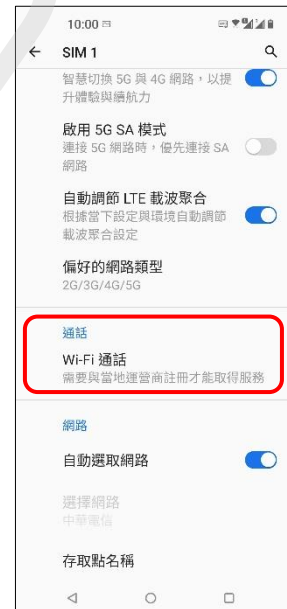 10:00
SIM 1
智慧切換 5G 與 4G 網路，以提
升體驗與續航力
啟用 5G SA 模式
連接 5G 網路時，優先連接 SA
網路
自動調節 LTE 載波聚合
根據當下設定與環境自動調節
載波聚合設定
偏好的網路類型
2G/3G/4G/5G
通話
Wi-Fi 通話
需要與當地運營商註冊才能取得服務
網路
自動選取網路
選擇網路
中華電信
存取點名稱